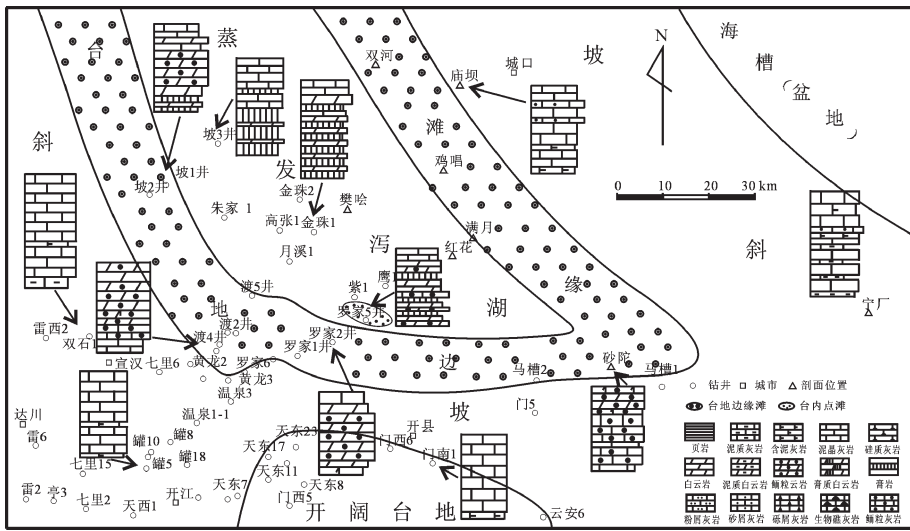 台
蒸
双河
城口
坡
海
槽
盆
地
N
庙坝
滩
斜
坡3井
发
鸡唱
坡1井
坡2井
金珠2
樊哙
0 10 20 30 km
朱家 1
高张1
金珠1
满月
斜
月溪1
泻
红花
鹰1
缘
渡5井
紫1
湖
宁厂
地
罗家5井
雷西2
双石1
渡4井
渡2井
罗家2井
罗家1井
边
砂陀
宣汉
七里6
黄龙2
罗家6
马槽2
马槽1
黄龙3
温泉3
坡
门5
钻井
城市
剖面位置
达川
温泉1-1
台地边缘滩
台内点滩
雷6
罐10
罐8
天东23
门西6
开县
天东17
门南1
七里15
罐5
罐18
天东11
天东8
页岩
泥质灰岩
含泥灰岩
泥晶灰岩
硅质灰岩
白云岩
泥质白云岩
鲕粒云岩
膏质白云岩
膏岩
粉屑灰岩
砂屑灰岩
砾屑灰岩
生物礁灰岩
鲕粒灰岩
雷2
亭3
七里2
天西1
开江
天东7
门西5
开阔台地
云安6